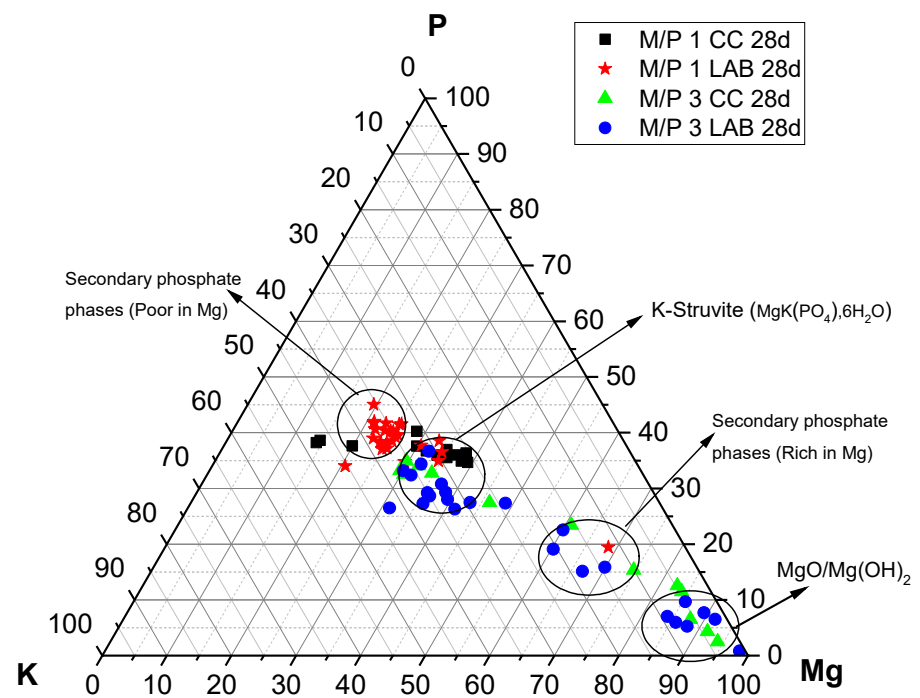 P
M/P 1 CC 28d
M/P 1 LAB 28d
M/P 3 CC 28d
M/P 3 LAB 28d
0
10
20
30
40
50
60
70
80
90
100
100
90
80
70
60
50
40
30
20
10
0
Secondary phosphate
phases (Poor in Mg)
K-Struvite (MgK(PO₄),6H₂O)
Secondary phosphate
phases (Rich in Mg)
MgO/Mg(OH)₂
K
Mg
0 10 20 30 40 50 60 70 80 90 100